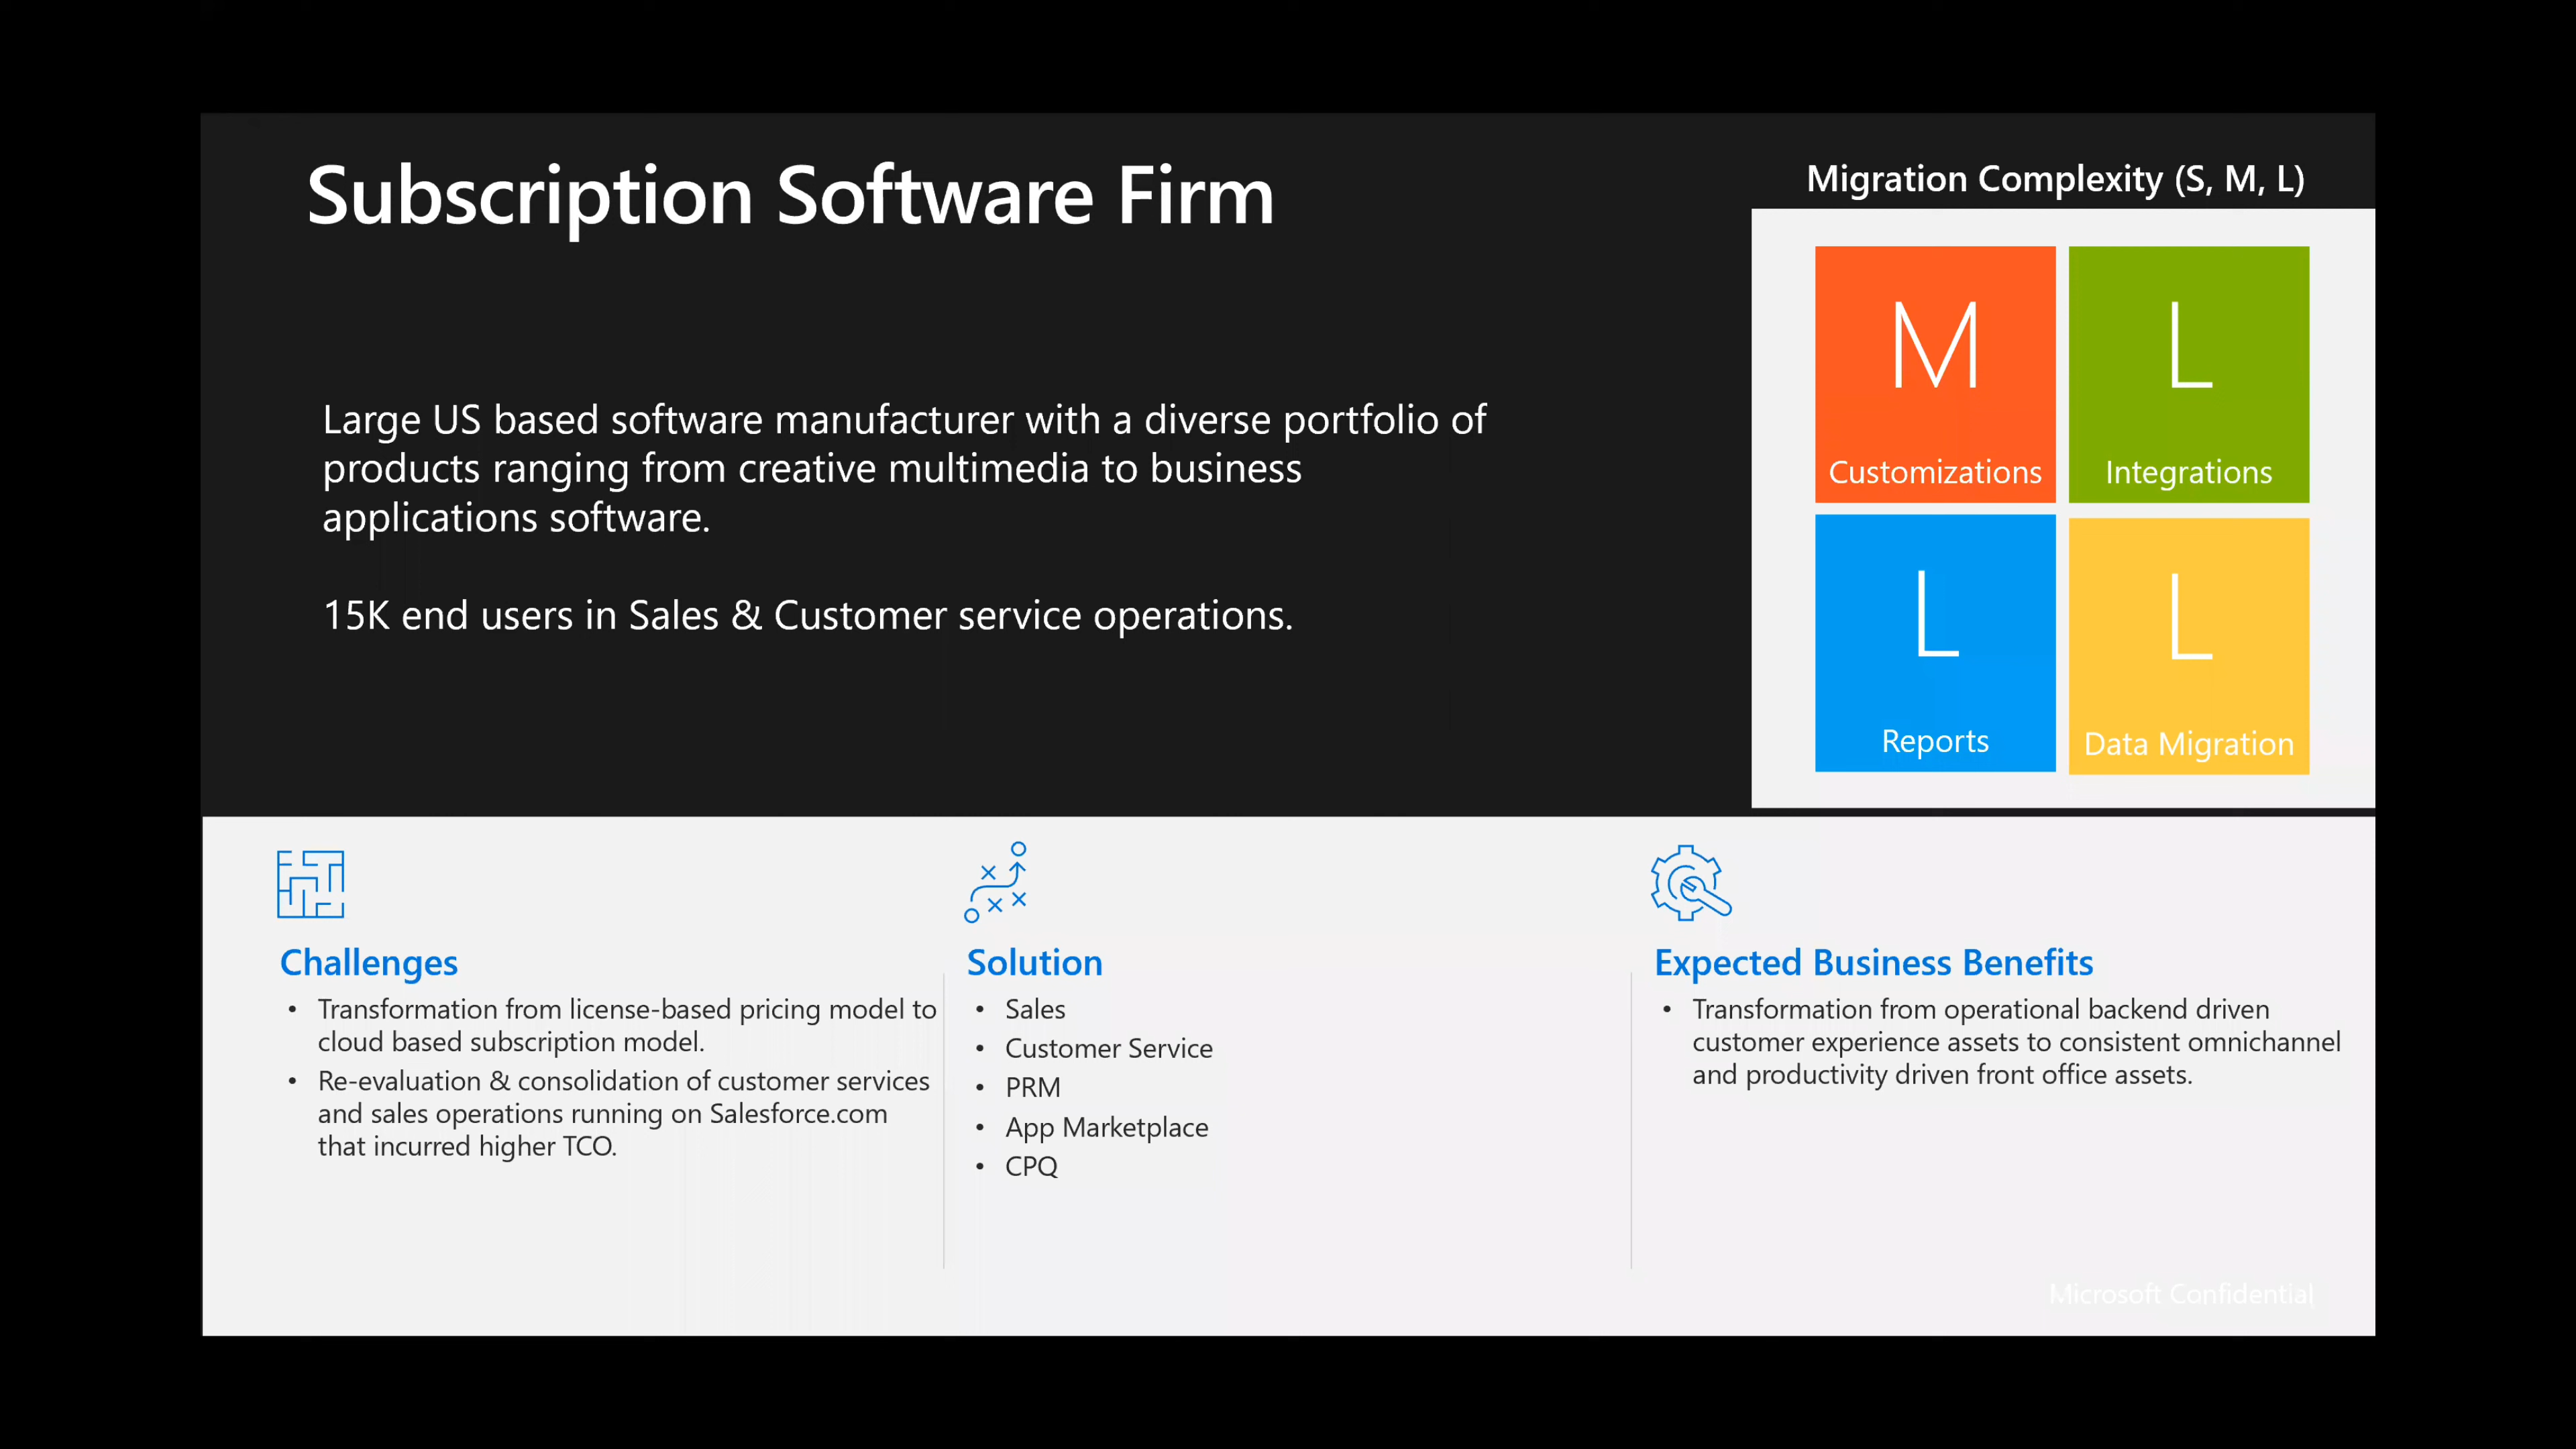 Subscription Software Firm
Migration Complexity (S, M, L)
Large US based software manufacturer with a diverse portfolio of
products ranging from creative multimedia to business
applications software.
15K end users in Sales & Customer service operations.
M
Customizations
L
Integrations
L
Reports
L
Data Migration
Challenges
• Transformation from license-based pricing model to
cloud based subscription model.
• Re-evaluation & consolidation of customer services
and sales operations running on Salesforce.com
that incurred higher TCO.
Solution
• Sales
• Customer Service
• PRM
• App Marketplace
• CPQ
Expected Business Benefits
• Transformation from operational backend driven
customer experience assets to consistent omnichannel
and productivity driven front office assets.
Microsoft Confidential